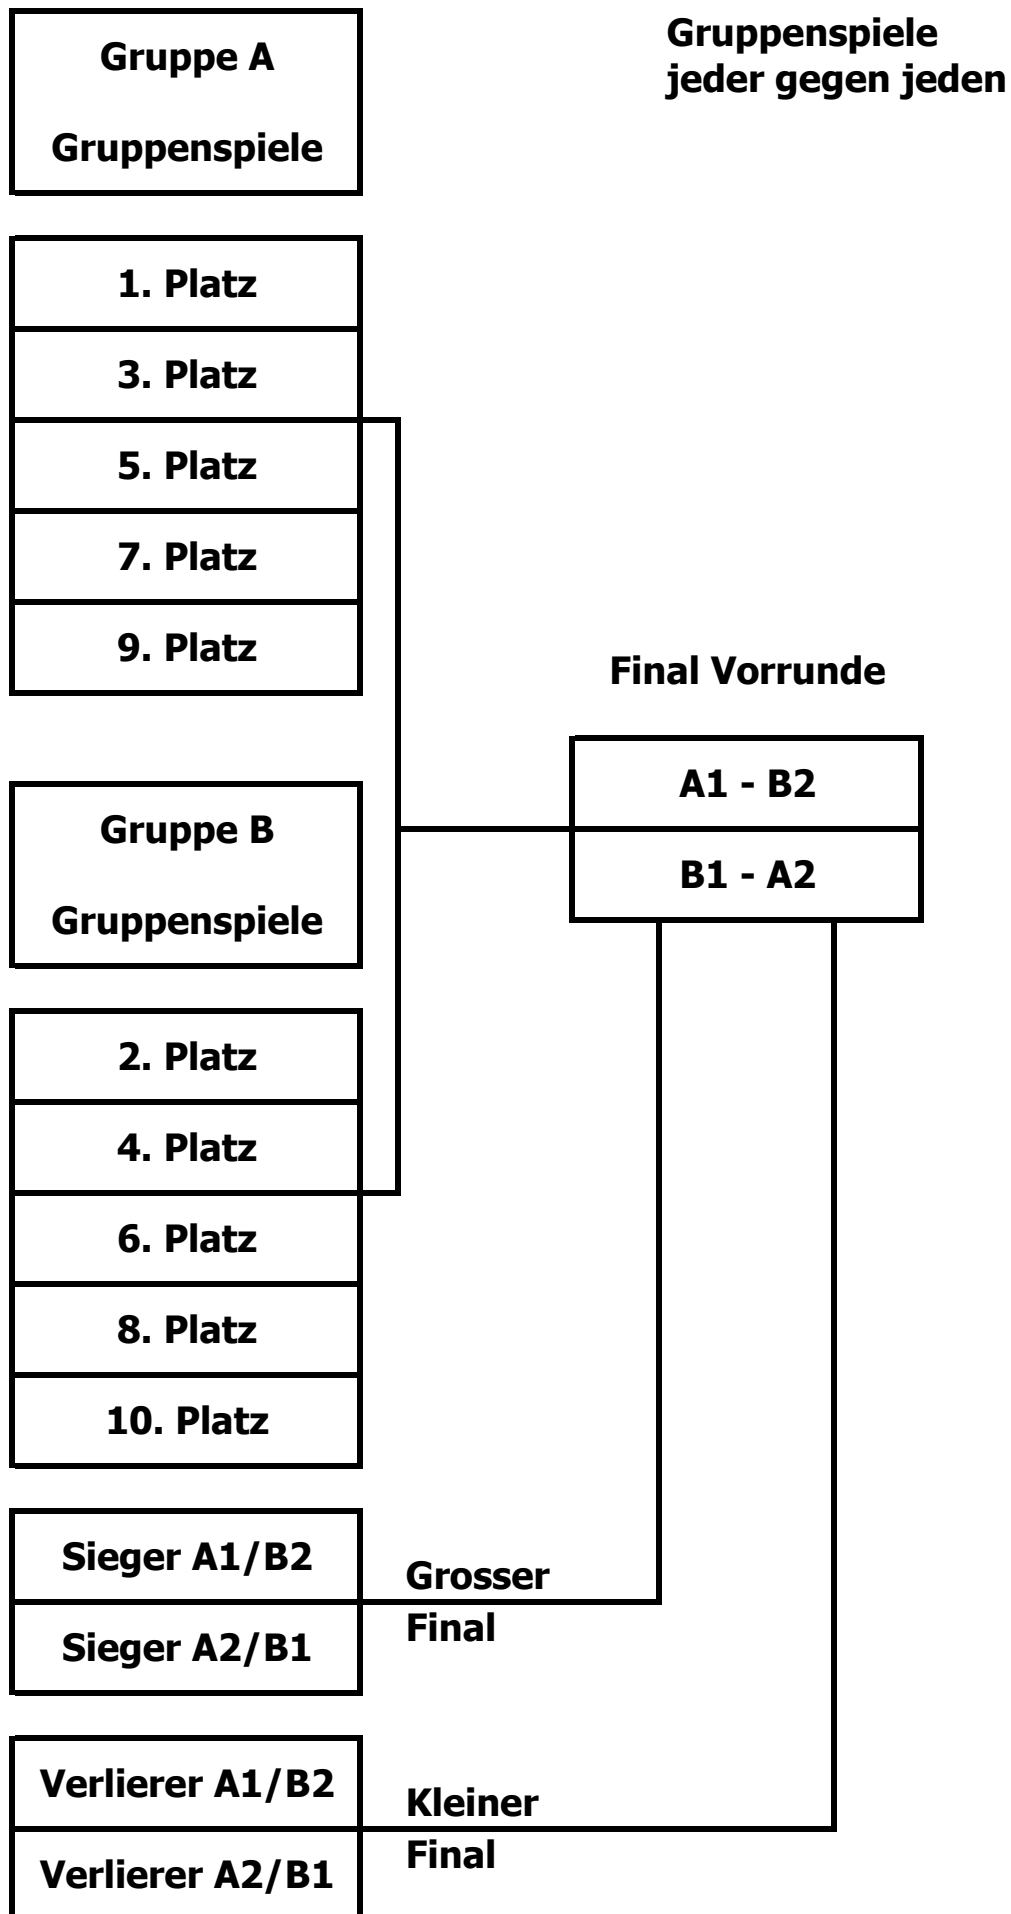 Gruppe A
Gruppenspiele
Gruppenspiele
jeder gegen jeden
1. Platz
3. Platz
5. Platz
7. Platz
9. Platz
Final Vorrunde
A1 - B2
B1 - A2
Gruppe B
Gruppenspiele
2. Platz
4. Platz
6. Platz
8. Platz
10. Platz
Sieger A1/B2
Sieger A2/B1
Grosser
Final
Verlierer A1/B2
Verlierer A2/B1
Kleiner
Final